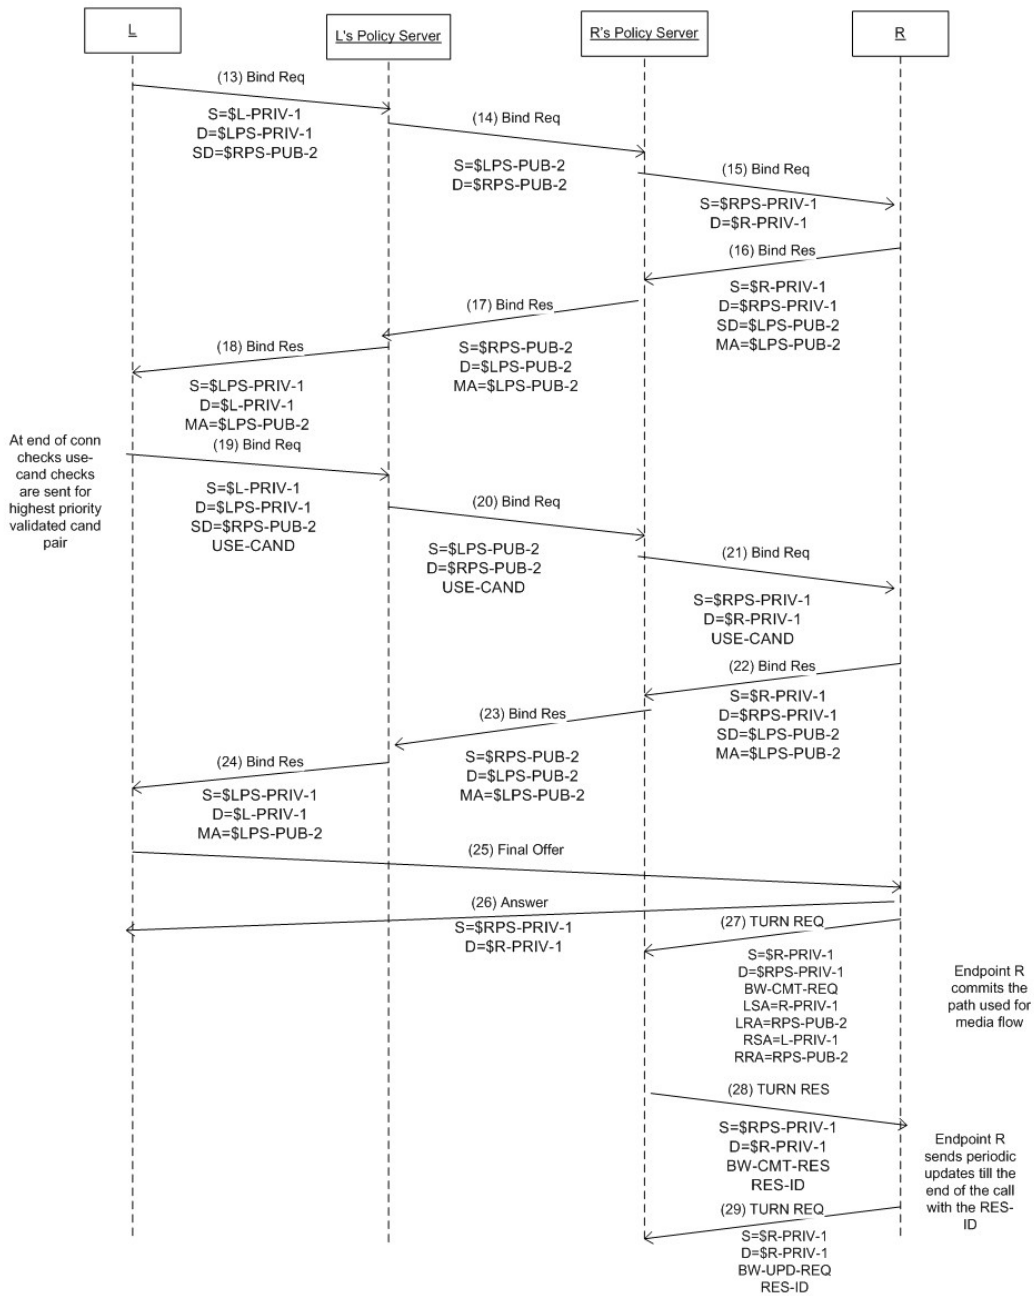 L
L's Policy Server
R's Policy Server
R
(13) Bind Req
S=$L-PRIV-1
D=$LPS-PRIV-1
SD=$RPS-PUB-2
(14) Bind Req
S=$LPS-PUB-2
D=$RPS-PUB-2
(15) Bind Req
S=$RPS-PRIV-1
D=$R-PRIV-1
(16) Bind Res
S=$R-PRIV-1
D=$RPS-PRIV-1
SD=$LPS-PUB-2
MA=$LPS-PUB-2
(17) Bind Res
S=$RPS-PUB-2
D=$LPS-PUB-2
MA=$LPS-PUB-2
(18) Bind Res
S=$LPS-PRIV-1
D=$L-PRIV-1
MA=$LPS-PUB-2
At end of conn
checks use-
cand checks
are sent for
highest priority
validated cand
pair
(19) Bind Req
S=$L-PRIV-1
D=$LPS-PRIV-1
SD=$RPS-PUB-2
USE-CAND
(20) Bind Req
S=$LPS-PUB-2
D=$RPS-PUB-2
USE-CAND
(21) Bind Req
S=$RPS-PRIV-1
D=$R-PRIV-1
USE-CAND
(22) Bind Res
S=$R-PRIV-1
D=$RPS-PRIV-1
SD=$LPS-PUB-2
MA=$LPS-PUB-2
(23) Bind Res
S=$RPS-PUB-2
D=$LPS-PUB-2
MA=$LPS-PUB-2
(24) Bind Res
S=$LPS-PRIV-1
D=$L-PRIV-1
MA=$LPS-PUB-2
(25) Final Offer
(26) Answer
S=$RPS-PRIV-1
D=$R-PRIV-1
(27) TURN REQ
S=$R-PRIV-1
D=$RPS-PRIV-1
BW-CMT-REQ
LSA=R-PRIV-1
LRA=RPS-PUB-2
RSA=L-PRIV-1
RRA=RPS-PUB-2
Endpoint R
commits the
path used for
media flow
(28) TURN RES
S=$RPS-PRIV-1
D=$R-PRIV-1
BW-CMT-RES
RES-ID
Endpoint R
sends periodic
updates till the
end of the call
with the RES-
ID
(29) TURN REQ
S=$R-PRIV-1
D=$R-PRIV-1
BW-UPD-REQ
RES-ID